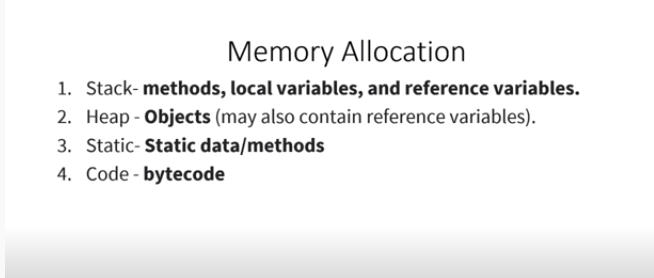 Memory Allocation
1. Stack- methods, local variables, and reference variables.
2. Heap - Objects (may also contain reference variables).
3. Static- Static data/methods
4. Code - bytecode